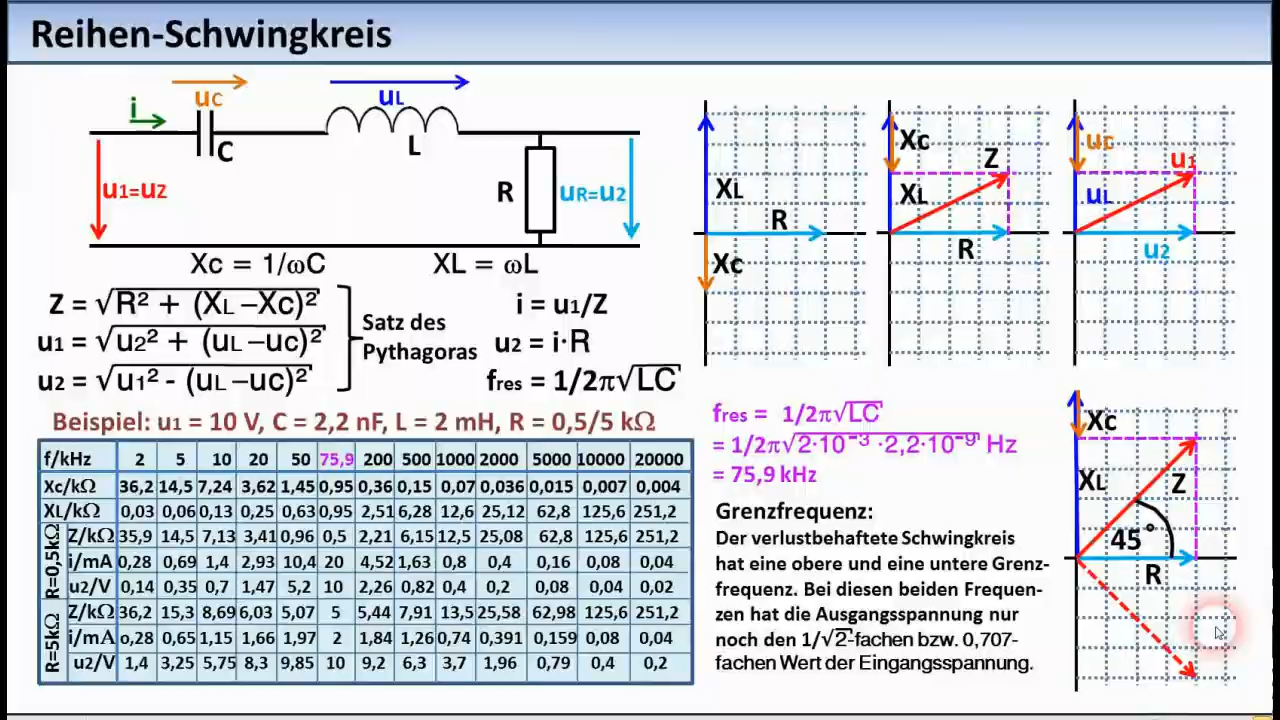 Reihen-Schwingkreis
i
uC
uL
C
L
u1=uZ
R
uR=u2
Xc = 1/ωC
XL = ωL
Z = √R² + (XL –Xc)²
u1 = √u2² + (uL –uc)²
u2 = √u1² - (uL –uc)²
Satz des
Pythagoras
i = u1/Z
u2 = i·R
fres = 1/2π√LC
Beispiel: u1 = 10 V, C = 2,2 nF, L = 2 mH, R = 0,5/5 kΩ
f/kHz 2 5 10 20 50 75,9 200 500 1000 2000 5000 10000 20000
Xc/kΩ 36,2 14,5 7,24 3,62 1,45 0,95 0,38 0,15 0,07 0,036 0,015 0,007 0,004
XL/kΩ 0,03 0,06 0,13 0,25 0,63 0,95 2,51 6,28 12,6 25,12 62,8 125,6 251,2
R=0,5kΩ
Z/kΩ 35,9 14,5 7,13 3,41 0,96 0,5 2,21 6,15 12,5 25,08 62,8 125,6 251,2
i/mA 0,28 0,69 1,4 2,93 10,4 20 4,52 1,63 0,8 0,4 0,16 0,08 0,04
u2/V 0,14 0,35 0,7 1,47 5,2 10 2,26 0,82 0,4 0,2 0,08 0,04 0,02
R=5kΩ
Z/kΩ 36,2 15,3 8,69 6,03 5,07 5 5,44 7,91 13,5 25,58 62,98 125,6 251,2
i/mA 0,28 0,65 1,15 1,66 1,97 2 1,84 1,26 0,74 0,391 0,159 0,08 0,04
u2/V 1,4 3,25 5,75 8,3 9,85 10 9,2 6,3 3,7 1,96 0,79 0,4 0,2
XL
R
Xc
Xc
Z
XL
R
uc
u1
uL
u2
fres = 1/2π√LC
= 1/2π√2·10⁻³ ·2,2·10⁻⁹ Hz
= 75,9 kHz
Grenzfrequenz:
Der verlustbehaftete Schwingkreis
hat eine obere und eine untere Grenz-
frequenz. Bei diesen beiden Frequen-
zen hat die Ausgangsspannung nur
noch den 1/√2-fachen bzw. 0,707-
fachen Wert der Eingangsspannung.
Xc
XL
Z
45°
R